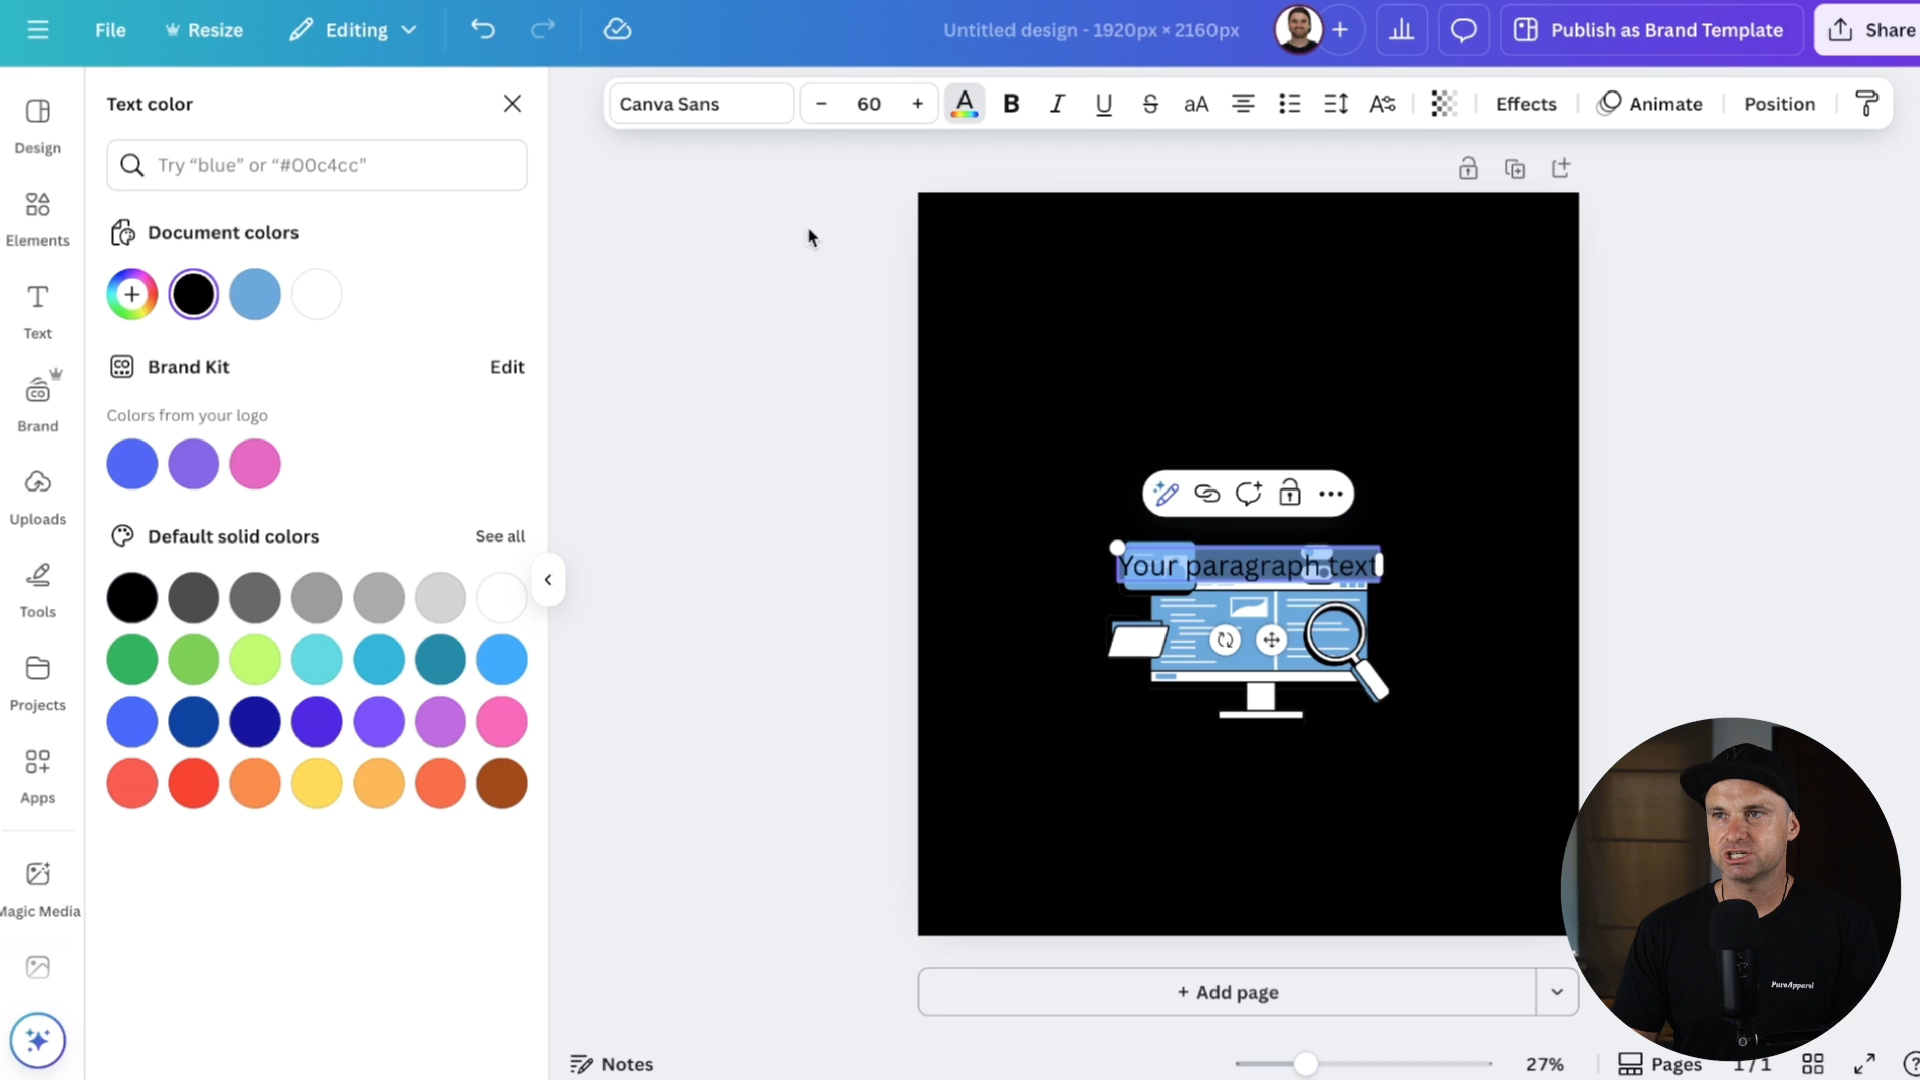 File
Resize
Editing
Untitled design - 1920px × 2160px
Publish as Brand Template
Share
Text color
Canva Sans
60
A
B
I
U
S
aA
Effects
Animate
Position
Try “blue” or “#00c4cc”
Document colors
Brand Kit
Edit
Colors from your logo
Default solid colors
See all
Design
Elements
Text
Brand
Uploads
Tools
Projects
Apps
Magic Media
Your paragraph text
+ Add page
Notes
27%
Pages
1 / 1
PureApparel